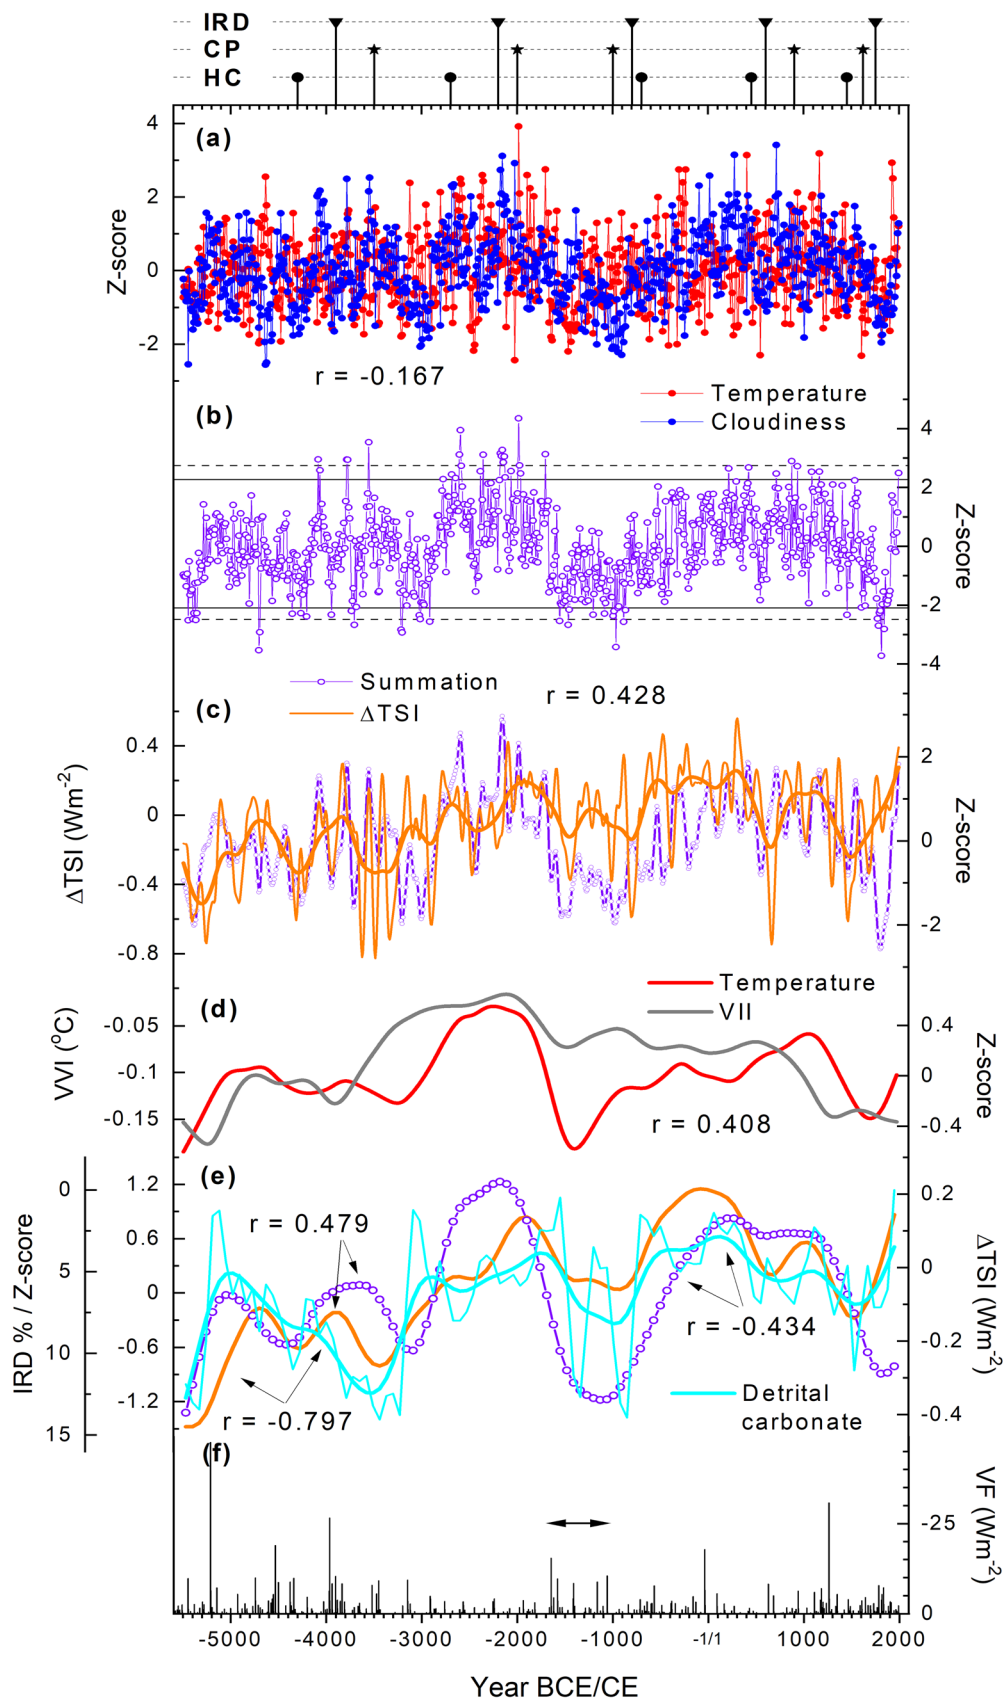 IRD
CP
HC
(a)
4
2
0
-2
Z-score
r = -0.167
Temperature
Cloudiness
(b)
4
2
0
-2
-4
Z-score
Summation
ΔTSI
r = 0.428
(c)
0.4
0
-0.4
-0.8
ΔTSI (Wm-2)
2
0
-2
Z-score
Temperature
VII
(d)
-0.05
-0.1
-0.15
VVI (oC)
0.4
0
-0.4
Z-score
r = 0.408
(e)
0
5
10
15
IRD % / Z-score
1.2
0.6
0
-0.6
-1.2
r = 0.479
r = -0.434
r = -0.797
Detrital
carbonate
0.2
0
-0.2
-0.4
ΔTSI (Wm-2)
(f)
-25
0
VF (Wm-2)
-5000 -4000 -3000 -2000 -1000 -1/1 1000 2000
Year BCE/CE